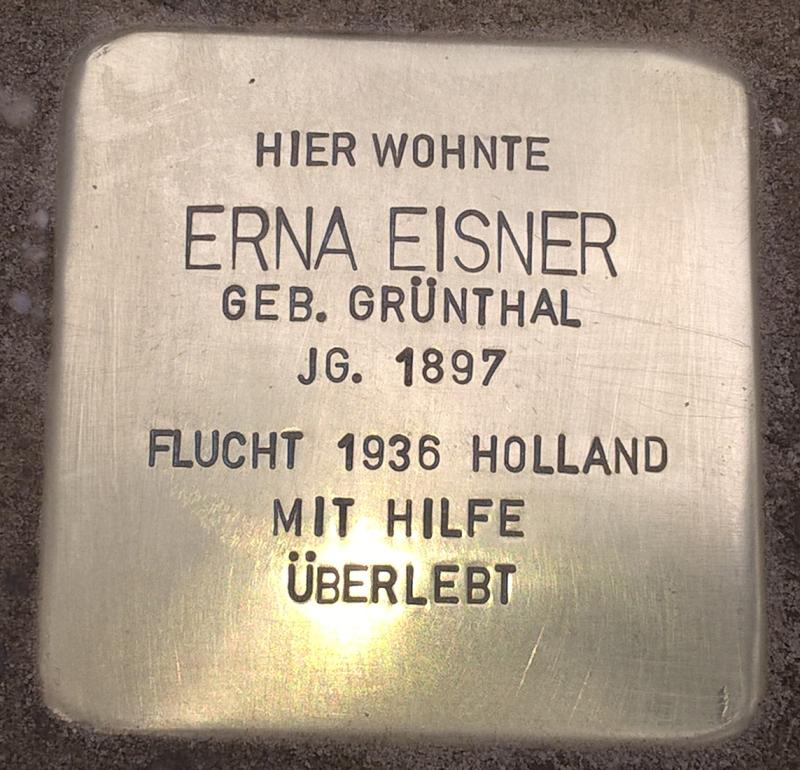 HIER WOHNTE
ERNA EISNER
GEB. GRÜNTHAL
JG. 1897
FLUCHT 1936 HOLLAND
MIT HILFE
ÜBERLEBT